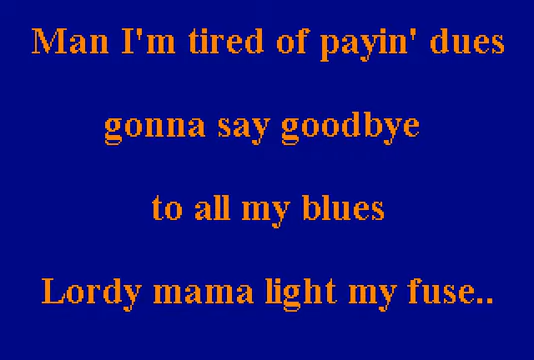 Man I'm tired of payin' dues
gonna say goodbye
to all my blues
Lordy mama light my fuse..